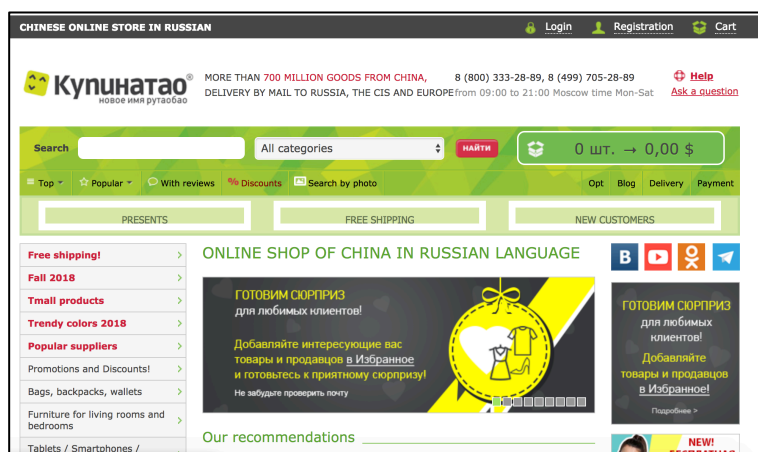 CHINESE ONLINE STORE IN RUSSIAN
Login
Registration
Cart
Купинатао®
новое имя рутаобао
MORE THAN 700 MILLION GOODS FROM CHINA,
DELIVERY BY MAIL TO RUSSIA, THE CIS AND EUROPE
8 (800) 333-28-89, 8 (499) 705-28-89
from 09:00 to 21:00 Moscow time Mon-Sat
Help
Ask a question
Search
All categories
НАЙТИ
0 шт. → 0,00 $
Top
Popular
With reviews
% Discounts
Search by photo
Opt
Blog
Delivery
Payment
PRESENTS
FREE SHIPPING
NEW CUSTOMERS
Free shipping!
Fall 2018
Tmall products
Trendy colors 2018
Popular suppliers
Promotions and Discounts!
Bags, backpacks, wallets
Furniture for living rooms and
bedrooms
Tablets / Smartphones /
ONLINE SHOP OF CHINA IN RUSSIAN LANGUAGE
ГОТОВИМ СЮРПРИЗ
для любимых клиентов!
Добавляйте интересующие вас
товары и продавцов в Избранное
и готовьтесь к приятному сюрпризу!
Не забудьте проверить почту
Our recommendations
ГОТОВИМ СЮРПРИЗ
для любимых
клиентов!
Добавляйте
товары и продавцов
в Избранное!
Подробнее >
NEW!